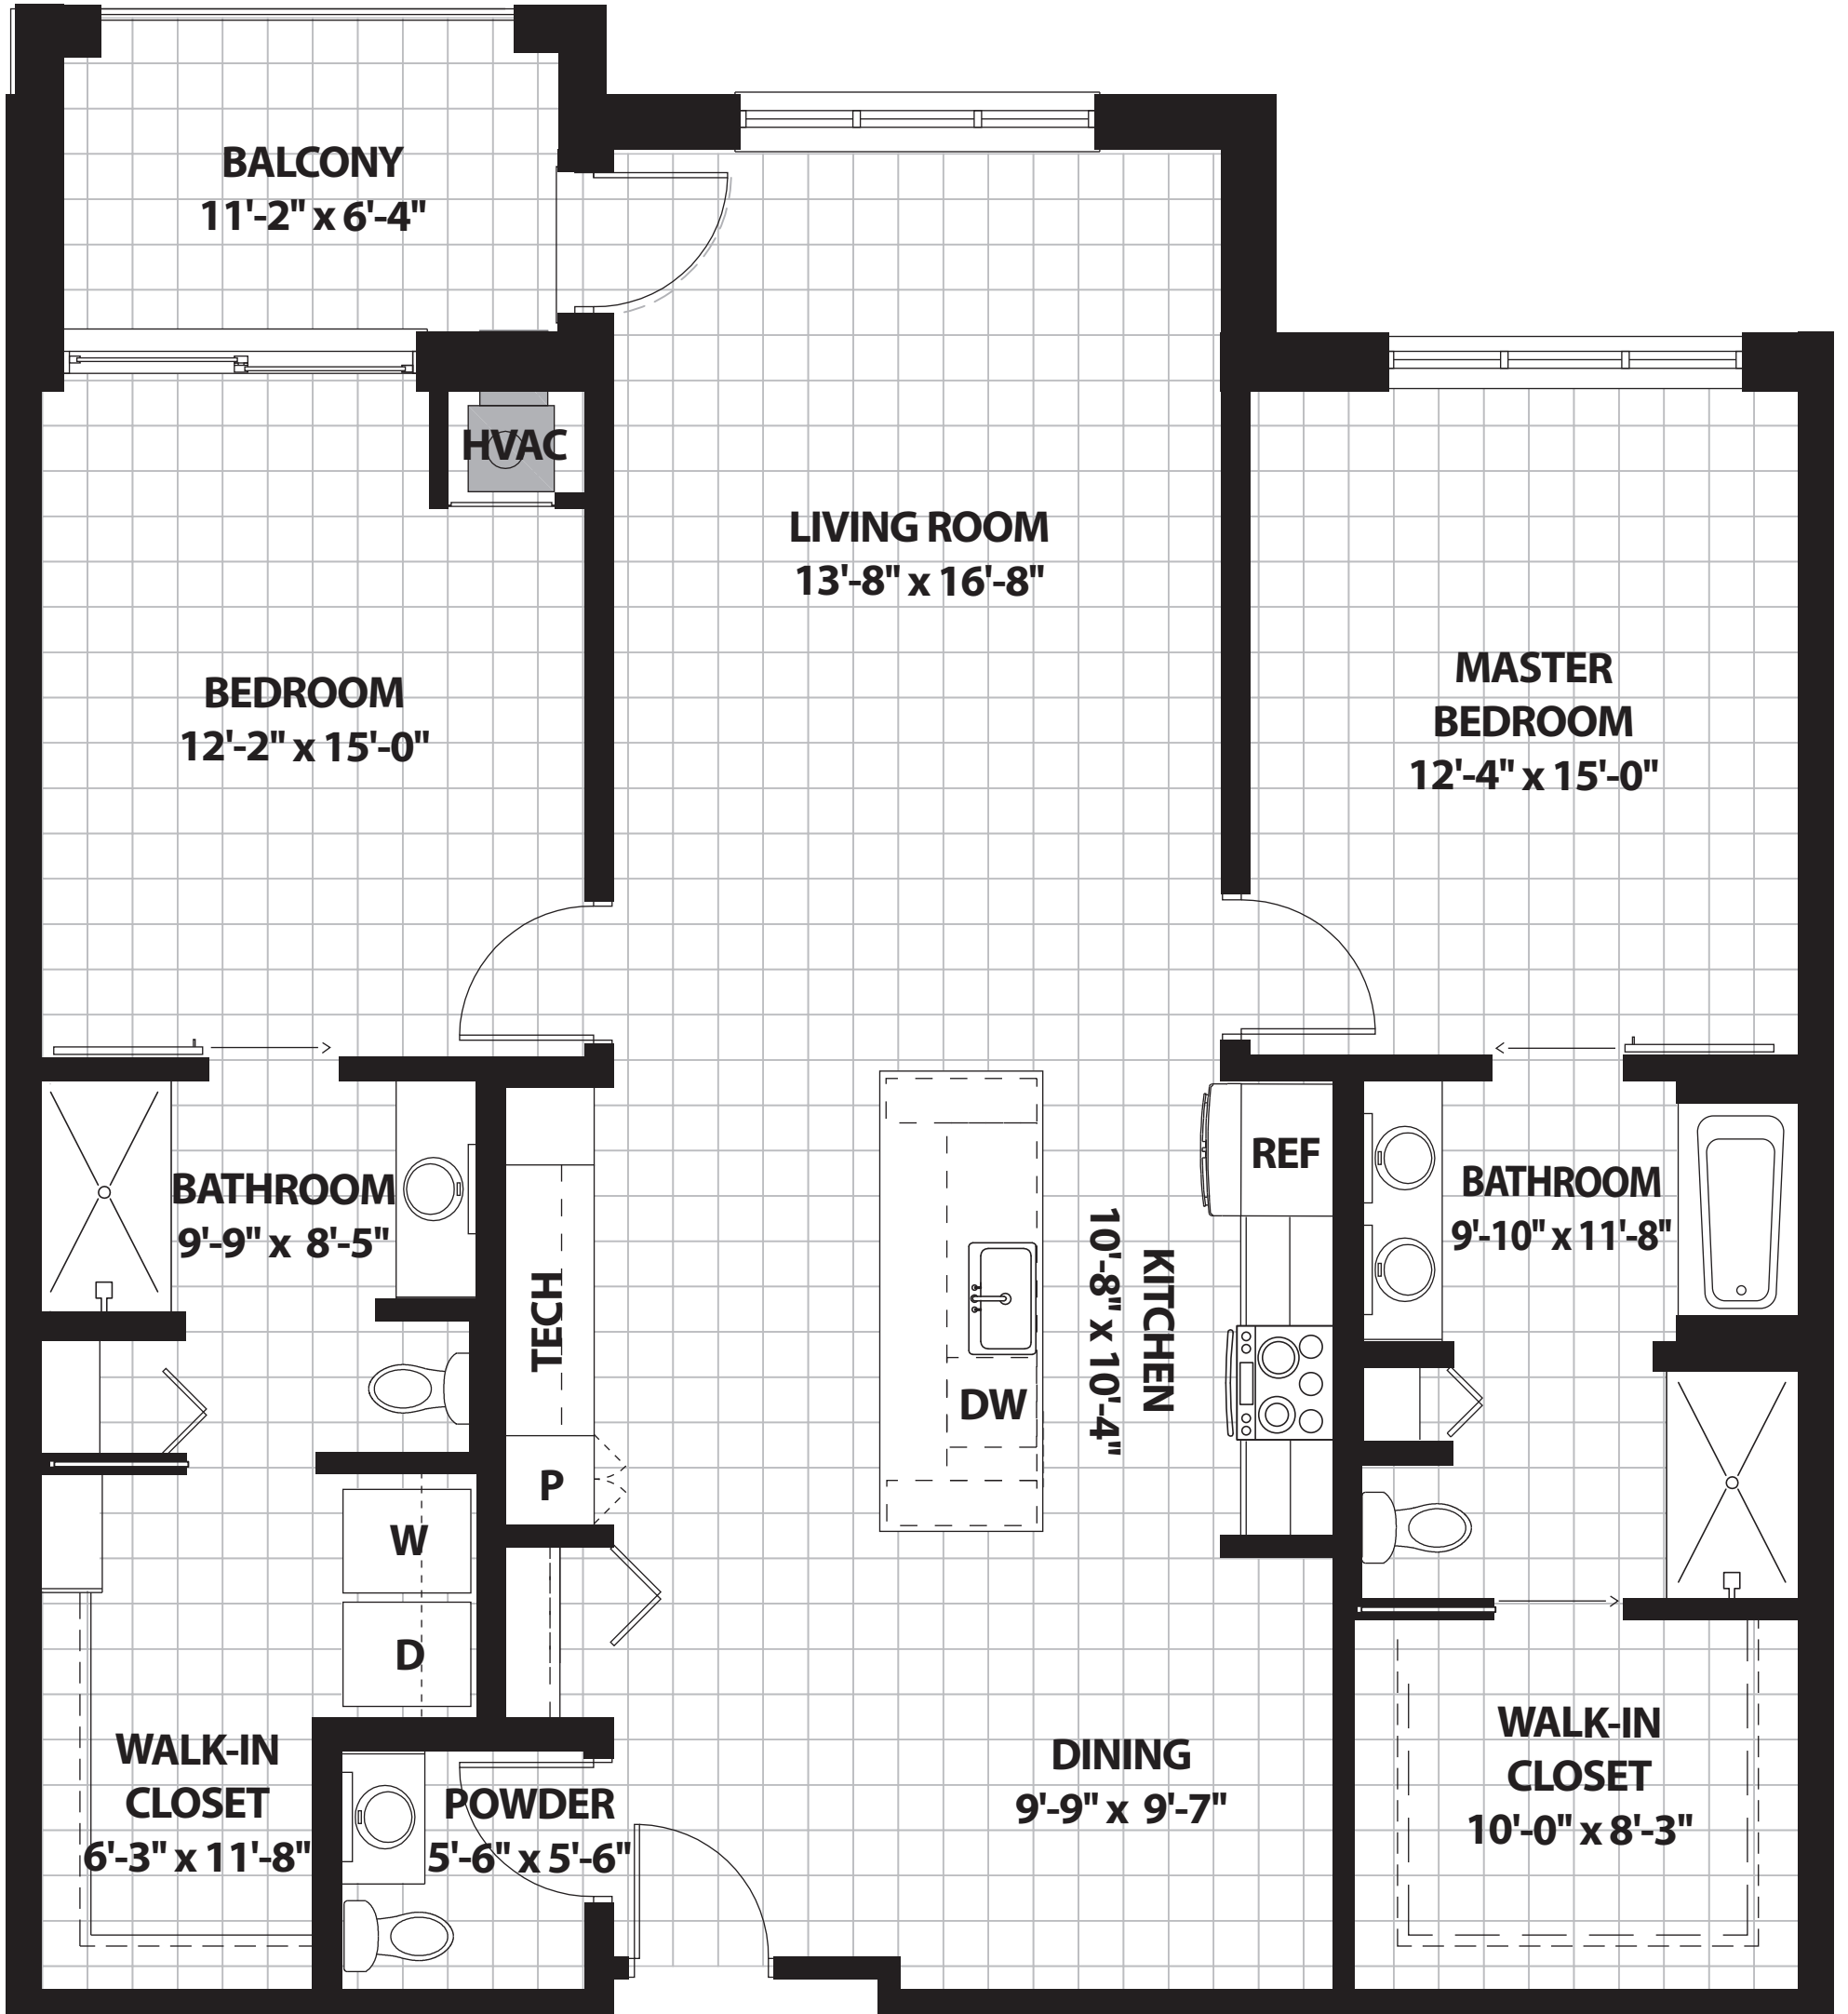 BALCONY
11'-2" x 6'-4"
HVAC
LIVING ROOM
13'-8" x 16'-8"
BEDROOM
12'-2" x 15'-0"
MASTER
BEDROOM
12'-4" x 15'-0"
BATHROOM
9'-9" x 8'-5"
TECH
P
DW
KITCHEN
10'-8" x 10'-4"
REF
BATHROOM
9'-10" x 11'-8"
W
D
WALK-IN
CLOSET
6'-3" x 11'-8"
POWDER
5'-6" x 5'-6"
DINING
9'-9" x 9'-7"
WALK-IN
CLOSET
10'-0" x 8'-3"